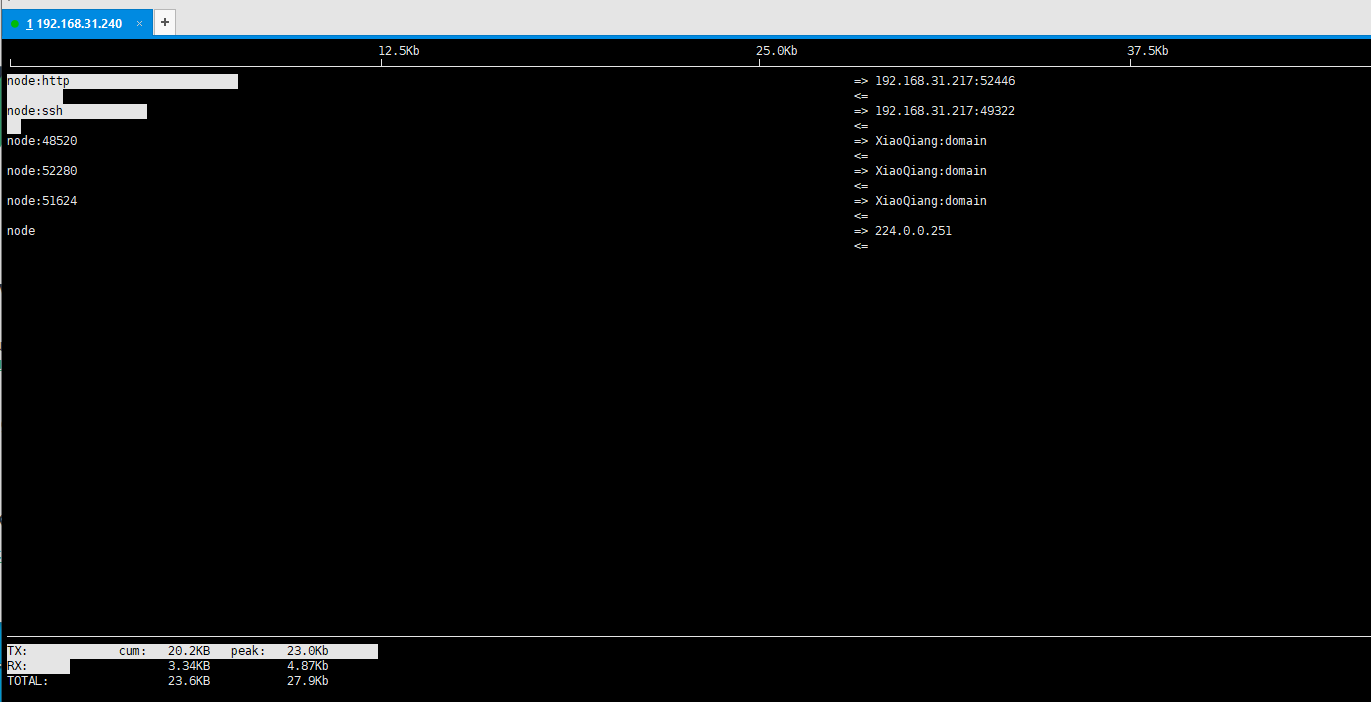 1 192.168.31.240 × +
12.5Kb 25.0Kb 37.5Kb
node:http => 192.168.31.217:52446
<=
node:ssh => 192.168.31.217:49322
<=
node:48520 => XiaoQiang:domain
<=
node:52280 => XiaoQiang:domain
<=
node:51624 => XiaoQiang:domain
<=
node => 224.0.0.251
<=
TX: cum: 20.2KB peak: 23.0Kb
RX: 3.34KB 4.87Kb
TOTAL: 23.6KB 27.9Kb